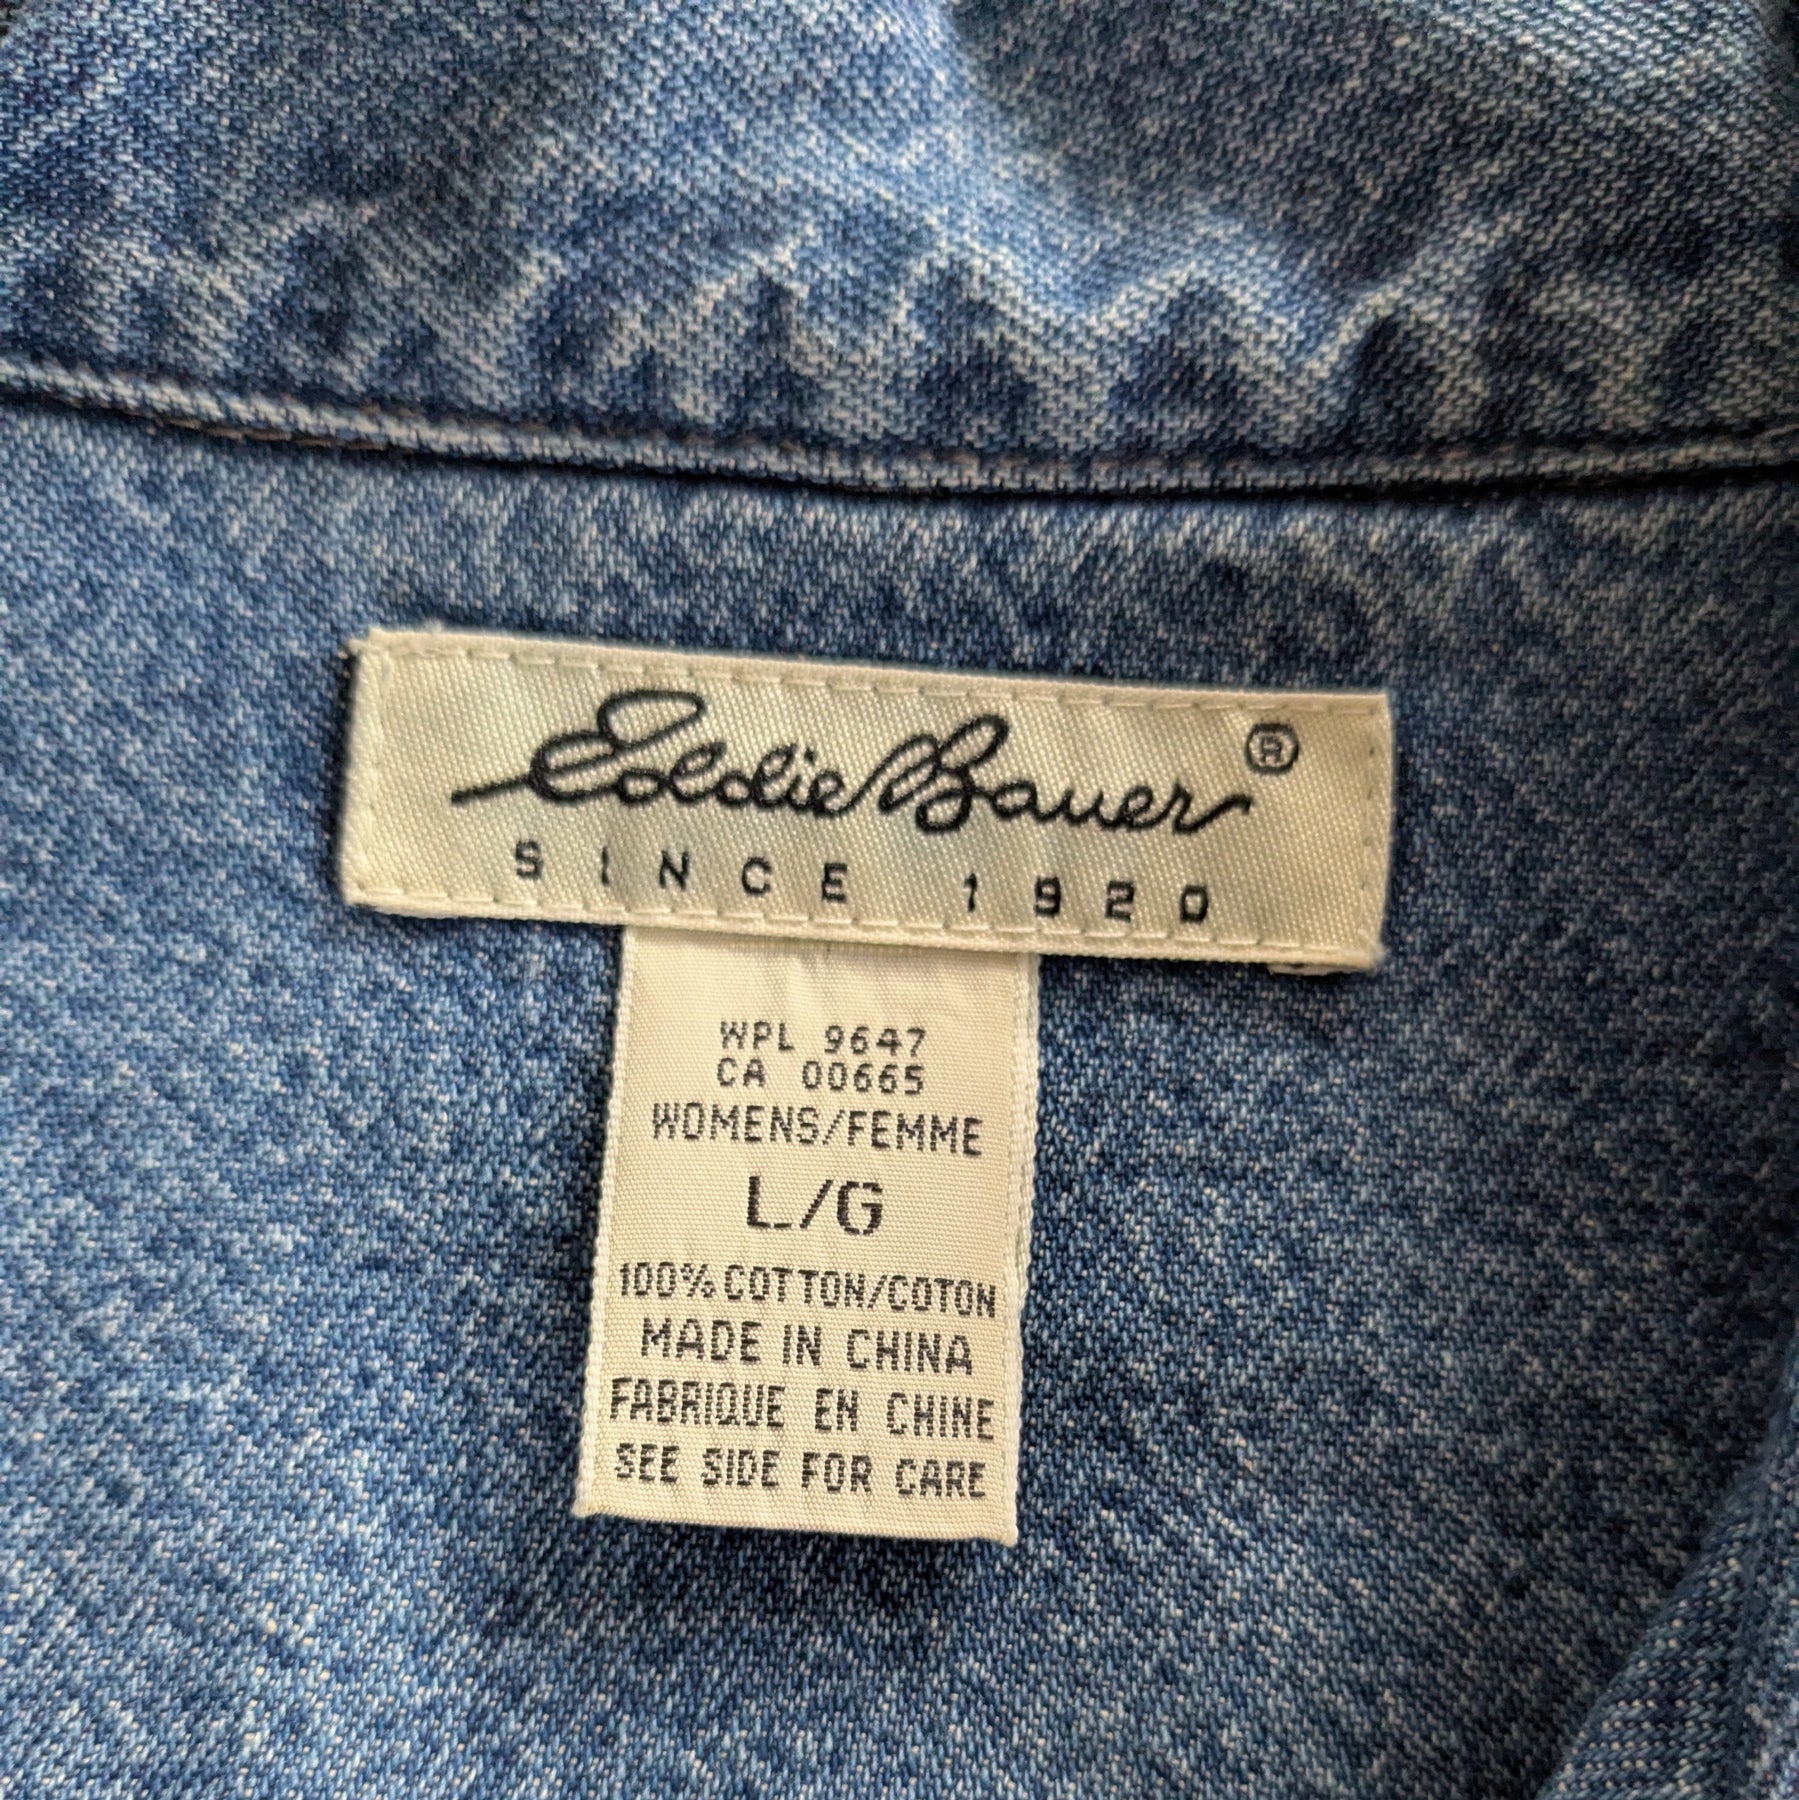 Eddie Bauer ®
SINCE 1920
WPL 9647
CA 00665
WOMENS/FEMME
L/G
100% COTTON/COTON
MADE IN CHINA
FABRIQUE EN CHINE
SEE SIDE FOR CARE